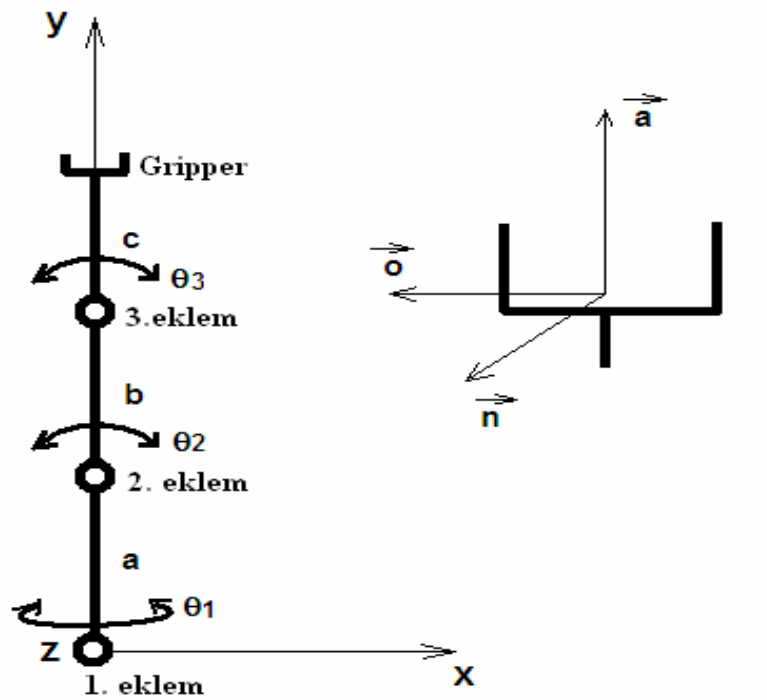 y
Gripper
c
θ3
3.eklem
b
θ2
2. eklem
a
θ1
z
x
1. eklem
a
o
n